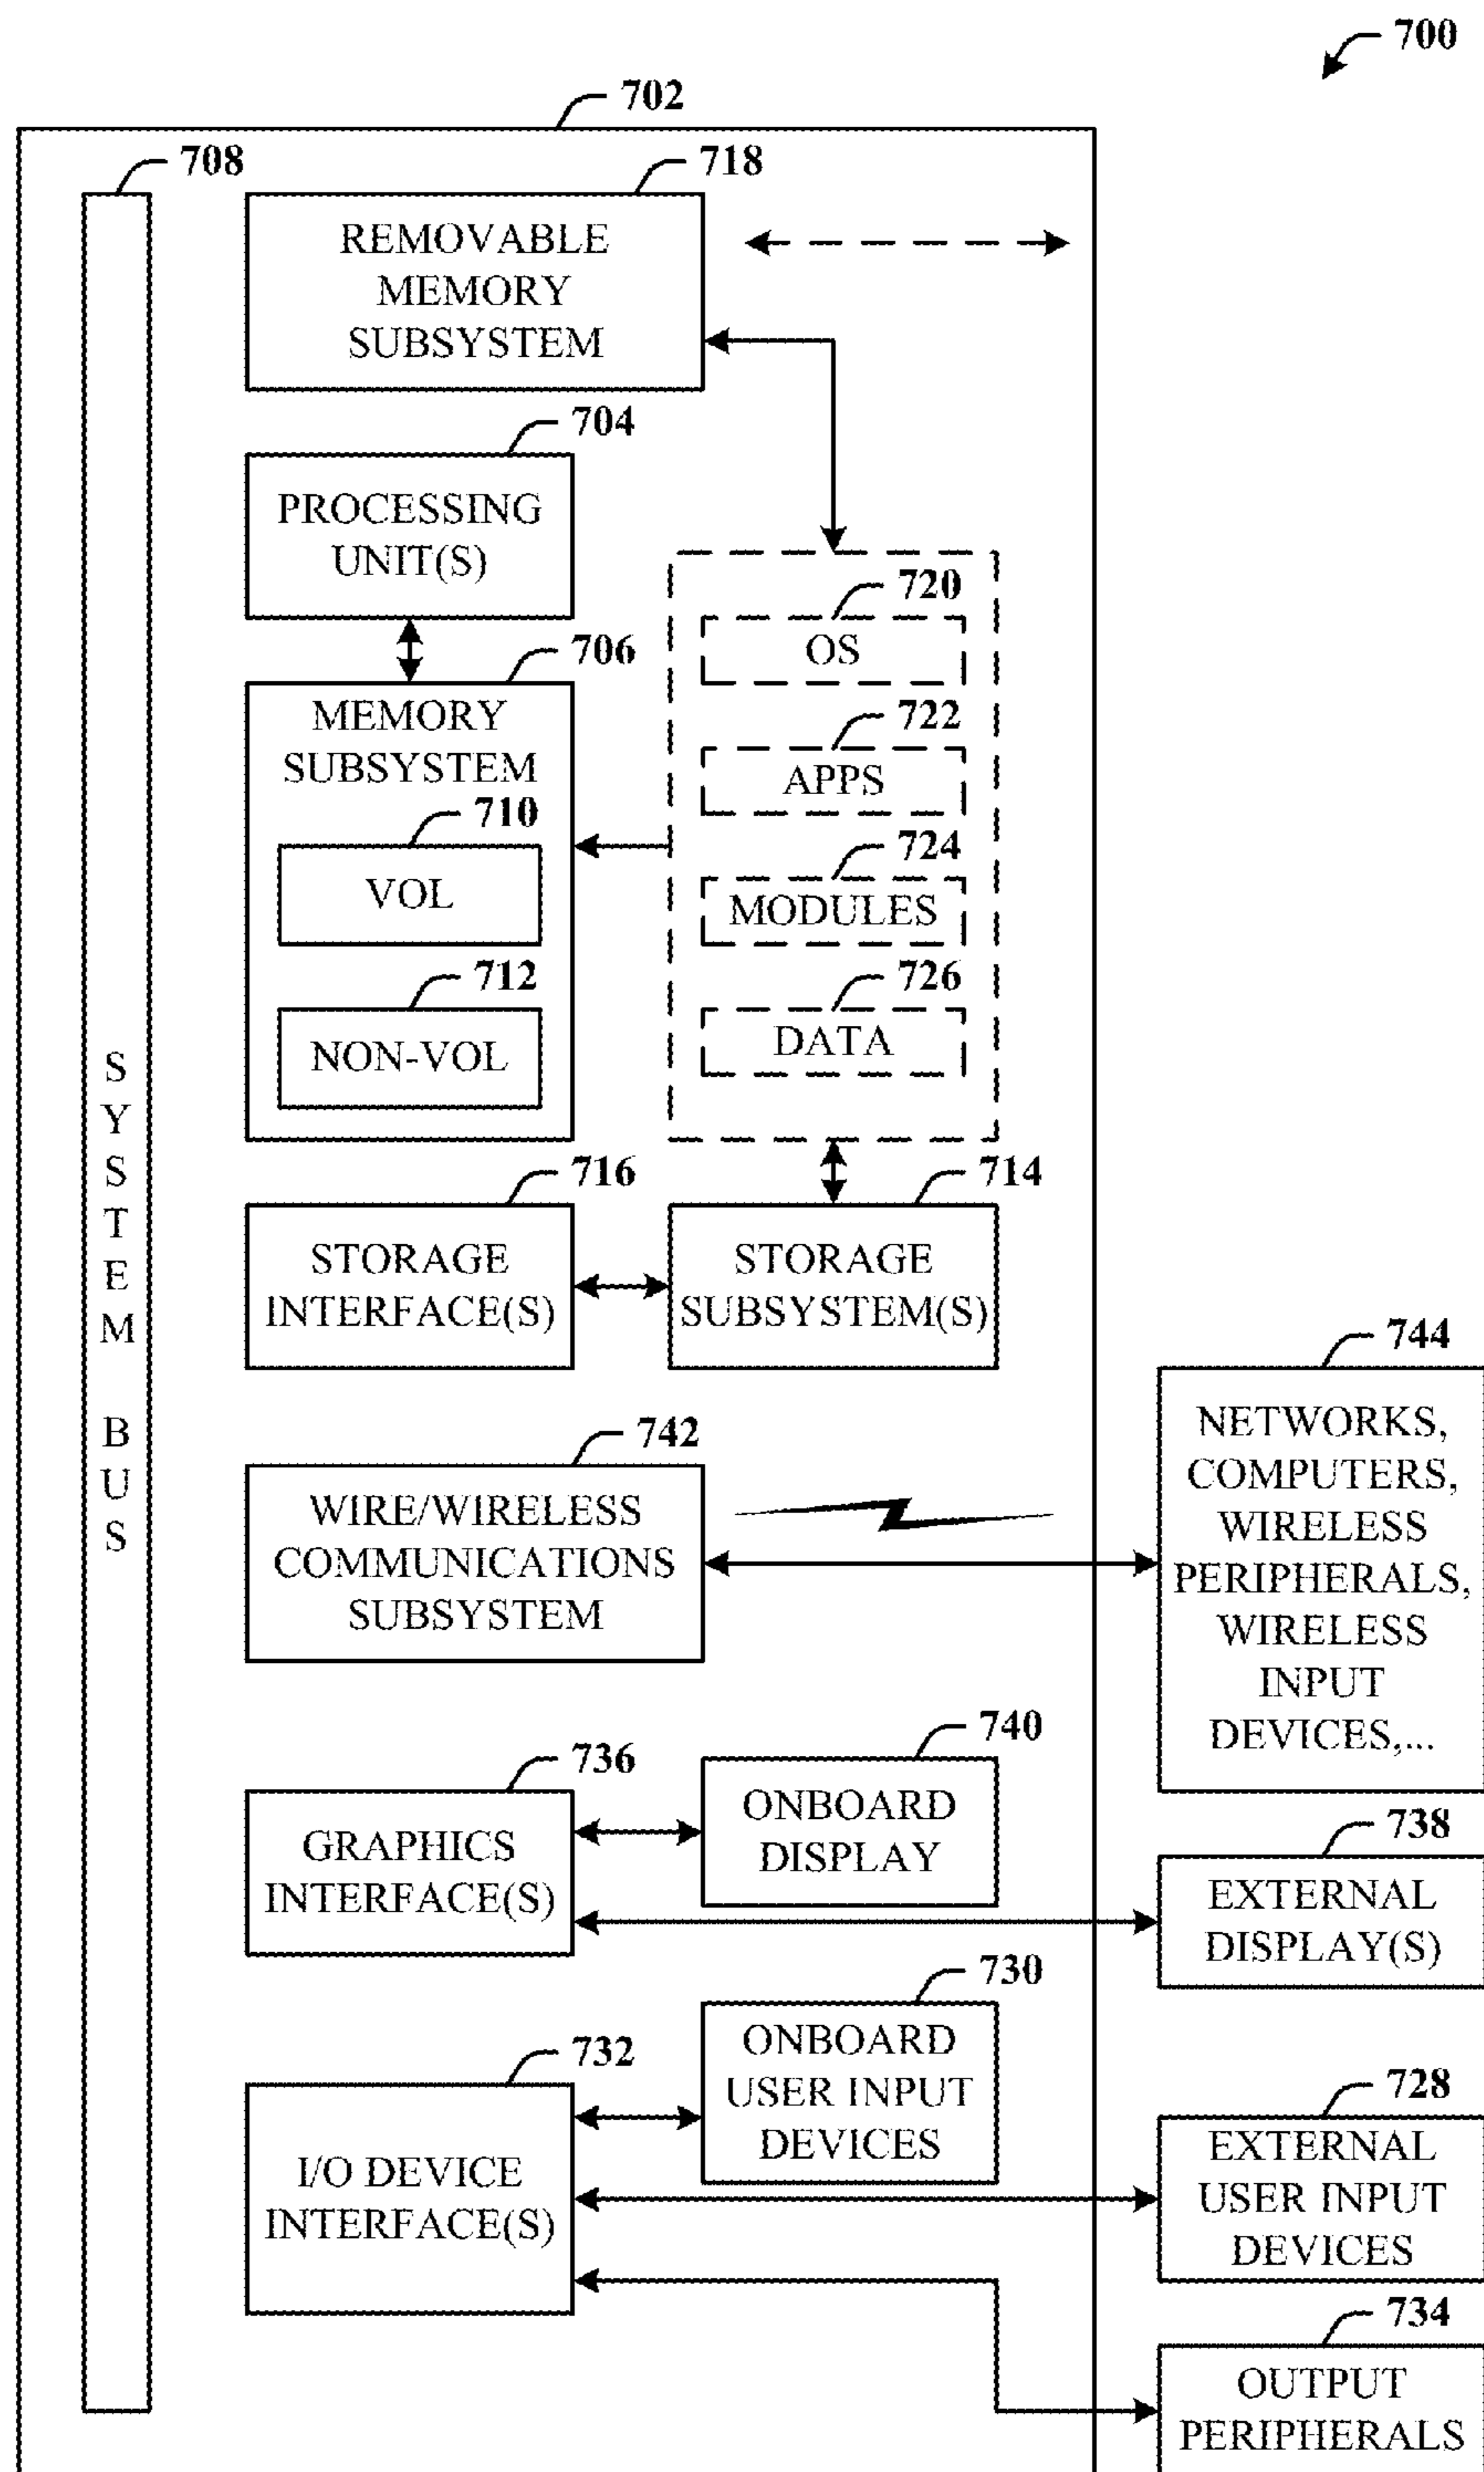 700
702
708
718
REMOVABLE
MEMORY
SUBSYSTEM
704
PROCESSING
UNIT(S)
720
OS
706
MEMORY
SUBSYSTEM
722
APPS
710
VOL
724
MODULES
712
NON-VOL
726
DATA
SYSTEM BUS
716
STORAGE
INTERFACE(S)
714
STORAGE
SUBSYSTEM(S)
744
NETWORKS,
COMPUTERS,
WIRELESS
PERIPHERALS,
WIRELESS
INPUT
DEVICES,...
742
WIRE/WIRELESS
COMMUNICATIONS
SUBSYSTEM
740
ONBOARD
DISPLAY
736
GRAPHICS
INTERFACE(S)
738
EXTERNAL
DISPLAY(S)
730
ONBOARD
USER INPUT
DEVICES
732
I/O DEVICE
INTERFACE(S)
728
EXTERNAL
USER INPUT
DEVICES
734
OUTPUT
PERIPHERALS